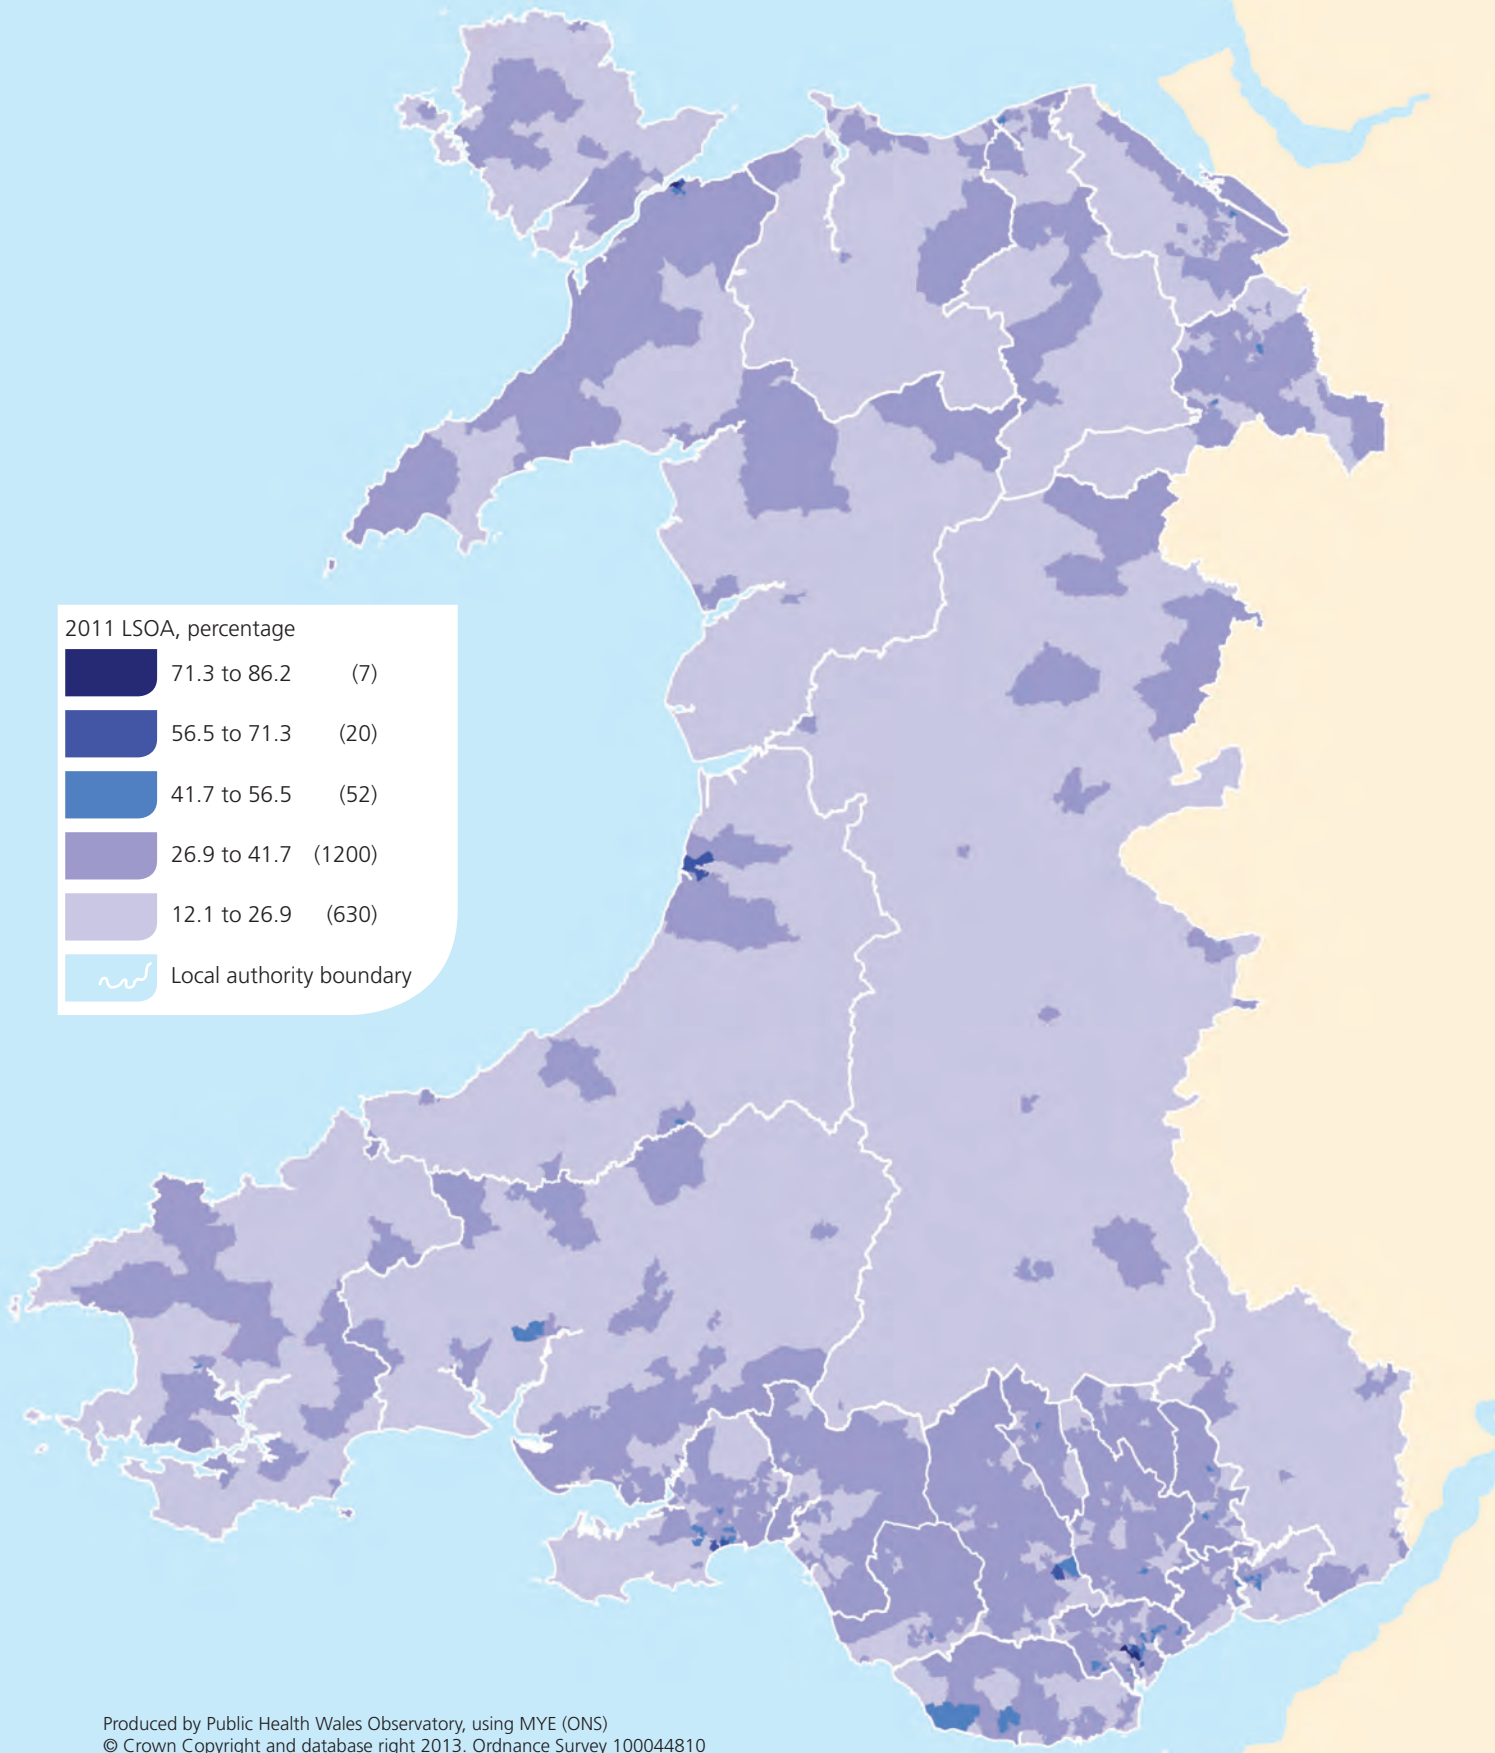 2011 LSOA, percentage
71.3 to 86.2 (7)
56.5 to 71.3 (20)
41.7 to 56.5 (52)
26.9 to 41.7 (1200)
12.1 to 26.9 (630)
Local authority boundary
Produced by Public Health Wales Observatory, using MYE (ONS)
© Crown Copyright and database right 2013. Ordnance Survey 100044810